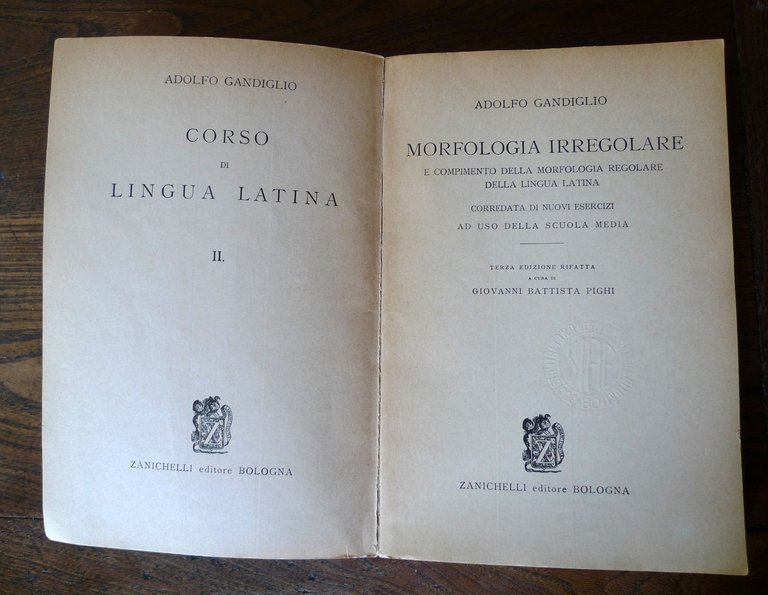 ADOLFO GANDIGLIO
CORSO
DI
LINGUA LATINA
II.
Z
ZANICHELLI editore BOLOGNA
ADOLFO GANDIGLIO
MORFOLOGIA IRREGOLARE
E COMPIMENTO DELLA MORFOLOGIA REGOLARE
DELLA LINGUA LATINA
CORREDATA DI NUOVI ESERCIZI
AD USO DELLA SCUOLA MEDIA
TERZA EDIZIONE RIFATTA
A CURA DI
GIOVANNI BATTISTA PIGHI
SIAE
Z
ZANICHELLI editore BOLOGNA